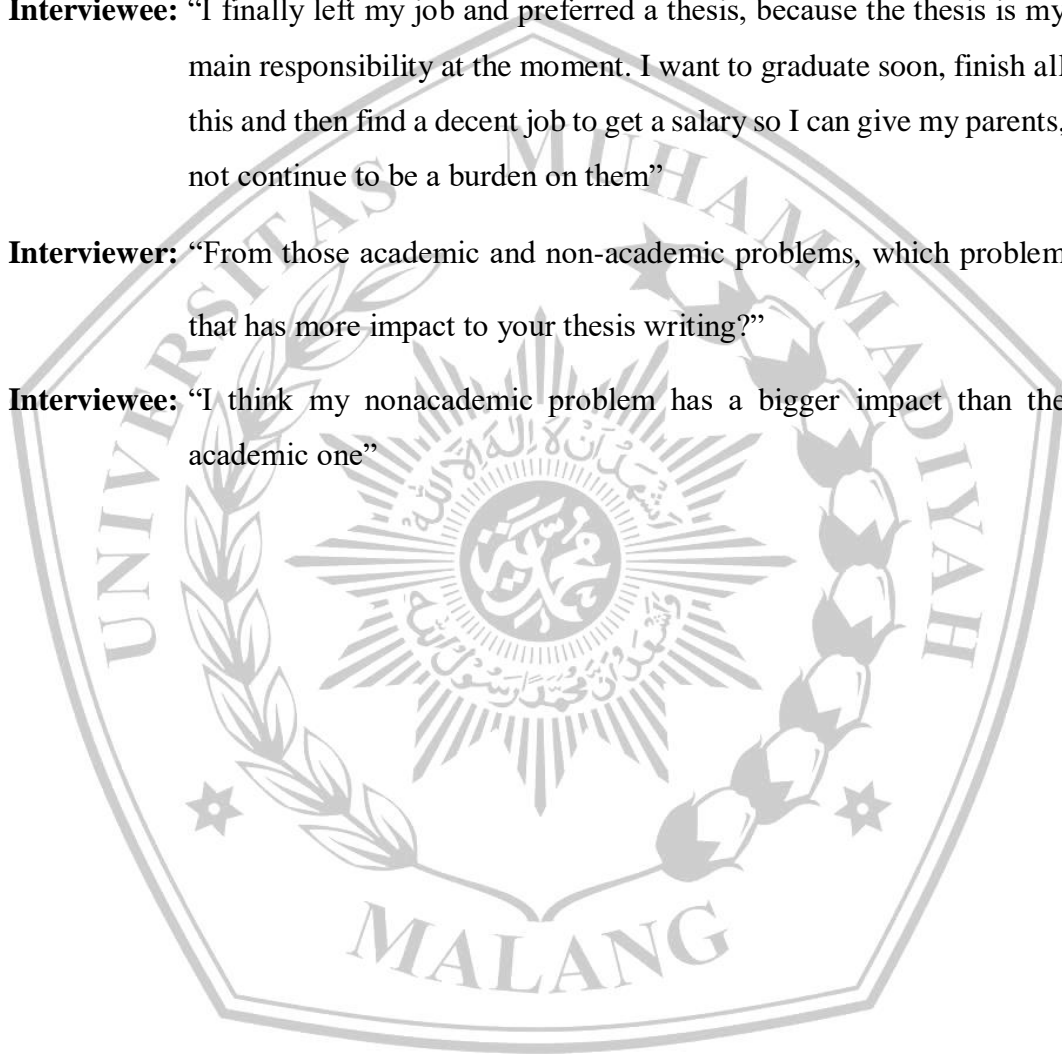 Interviewee: “I finally left my job and preferred a thesis, because the thesis is my
main responsibility at the moment. I want to graduate soon, finish all
this and then find a decent job to get a salary so I can give my parents,
not continue to be a burden on them”
Interviewer: “From those academic and non-academic problems, which problem
that has more impact to your thesis writing?”
Interviewee: “I think my nonacademic problem has a bigger impact than the
academic one”
UNIVERSITAS MUHAMMADIYAH
MALANG